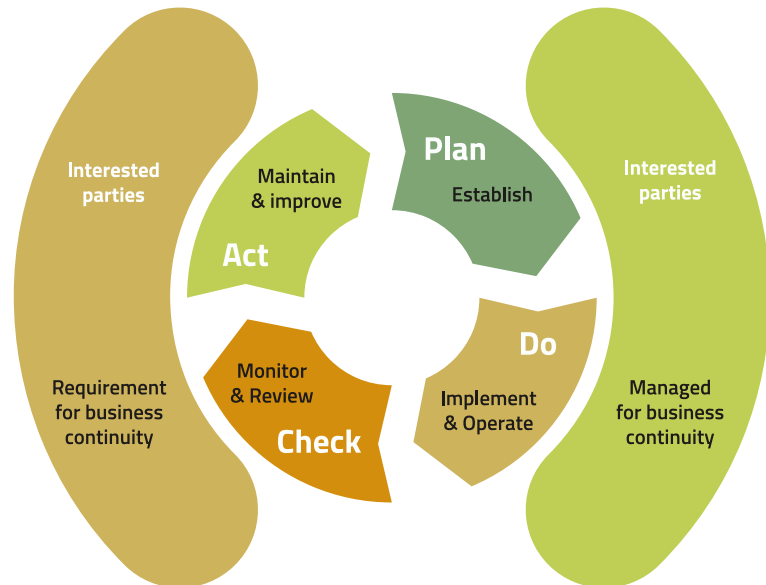 Interested
parties
Requirement
for business
continuity
Maintain
& improve
Act
Plan
Establish
Do
Implement
& Operate
Monitor
& Review
Check
Interested
parties
Managed
for business
continuity